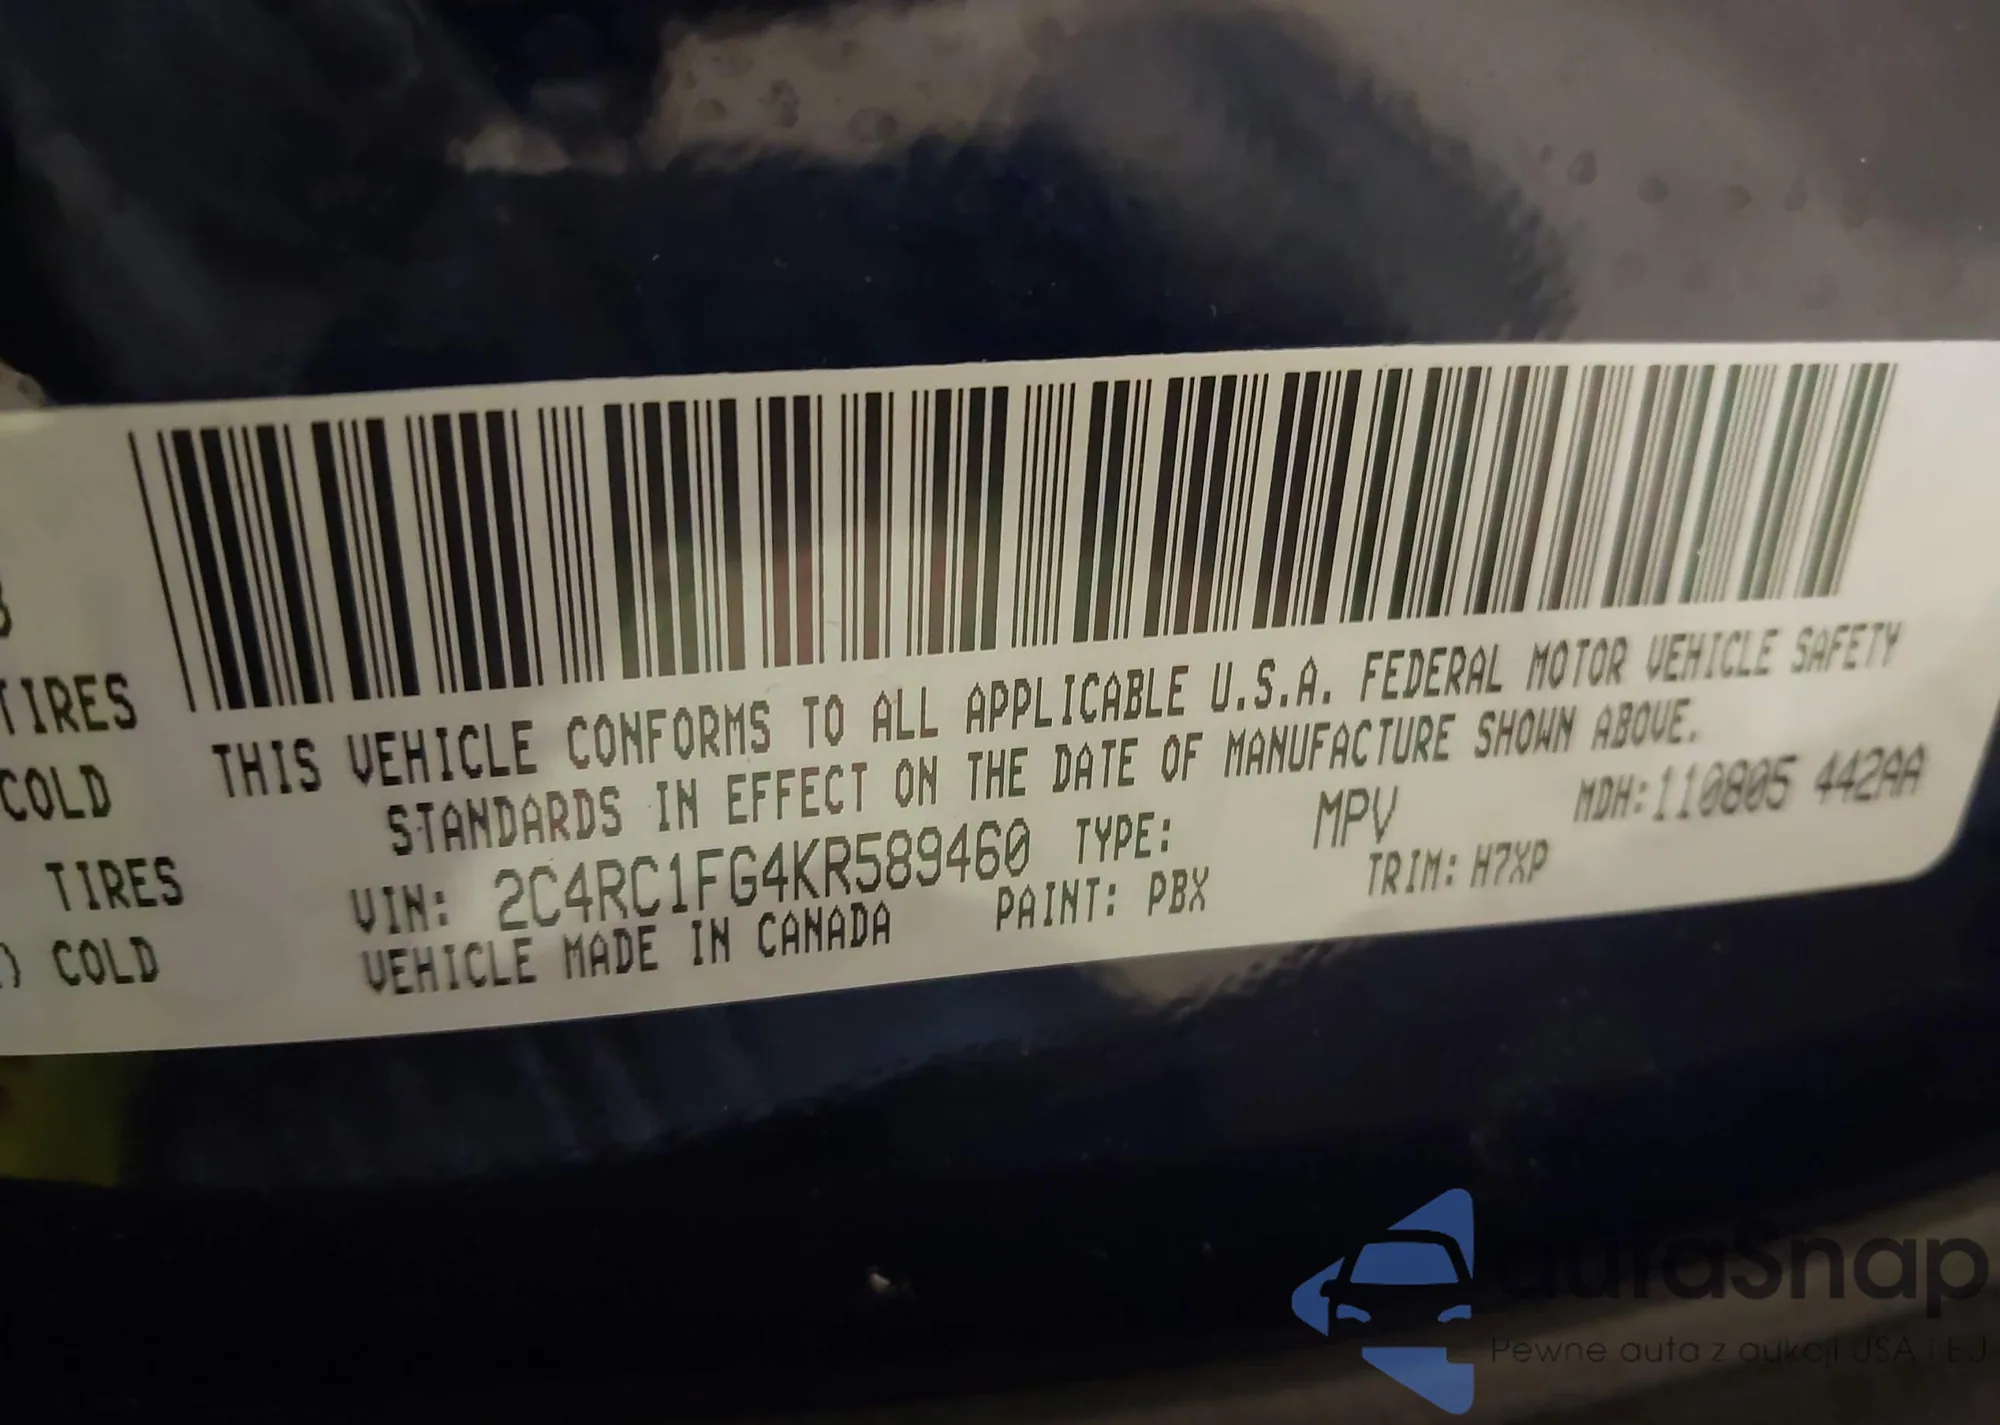 TIRES
COLD
TIRES
) COLD
THIS VEHICLE CONFORMS TO ALL APPLICABLE U.S.A. FEDERAL MOTOR VEHICLE SAFETY
STANDARDS IN EFFECT ON THE DATE OF MANUFACTURE SHOWN ABOVE.
VIN: 2C4RC1FG4KR589460 TYPE: MPV MDH:110805 442AA
VEHICLE MADE IN CANADA PAINT: PBX TRIM: H7XP
autaSnap
Pewne auta z aukcji USA i EU